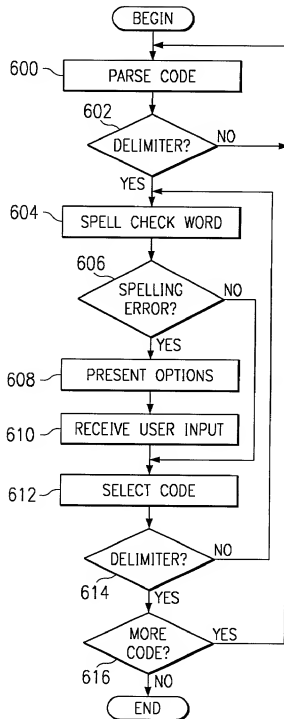 BEGIN
600
PARSE CODE
602
DELIMITER?
NO
YES
604
SPELL CHECK WORD
606
SPELLING
ERROR?
NO
YES
608
PRESENT OPTIONS
610
RECEIVE USER INPUT
612
SELECT CODE
DELIMITER?
NO
614
YES
MORE
CODE?
YES
616
NO
END